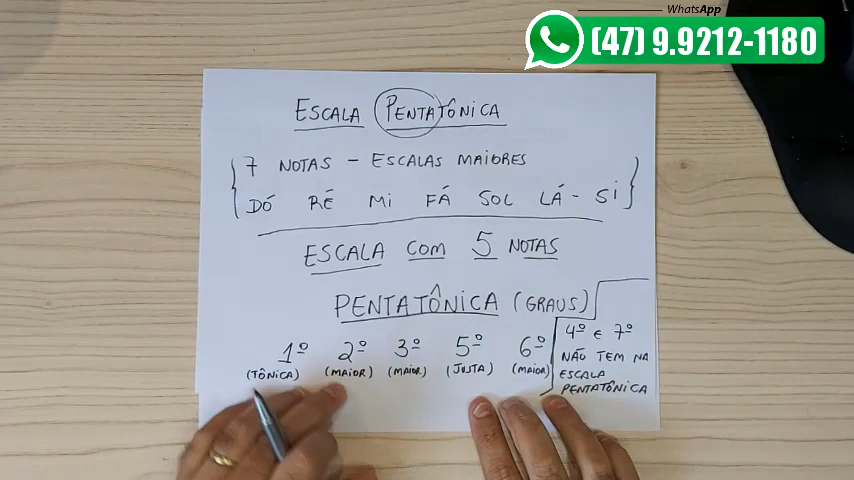 WhatsApp
(47) 9.9212-1180
ESCALA PENTATÔNICA
7 NOTAS - ESCALAS MAIORES
DÓ RÉ Mi FÁ SOL LÁ - Si
ESCALA COM 5 NOTAS
PENTATÔNICA (GRAUS)
1º 2º 3º 5º 6º
(TÔNICA) (MAIOR) (MAIOR) (JUSTA) (MAIOR)
4º E 7º
NÃO TEM NA
ESCALA
PENTATÔNICA